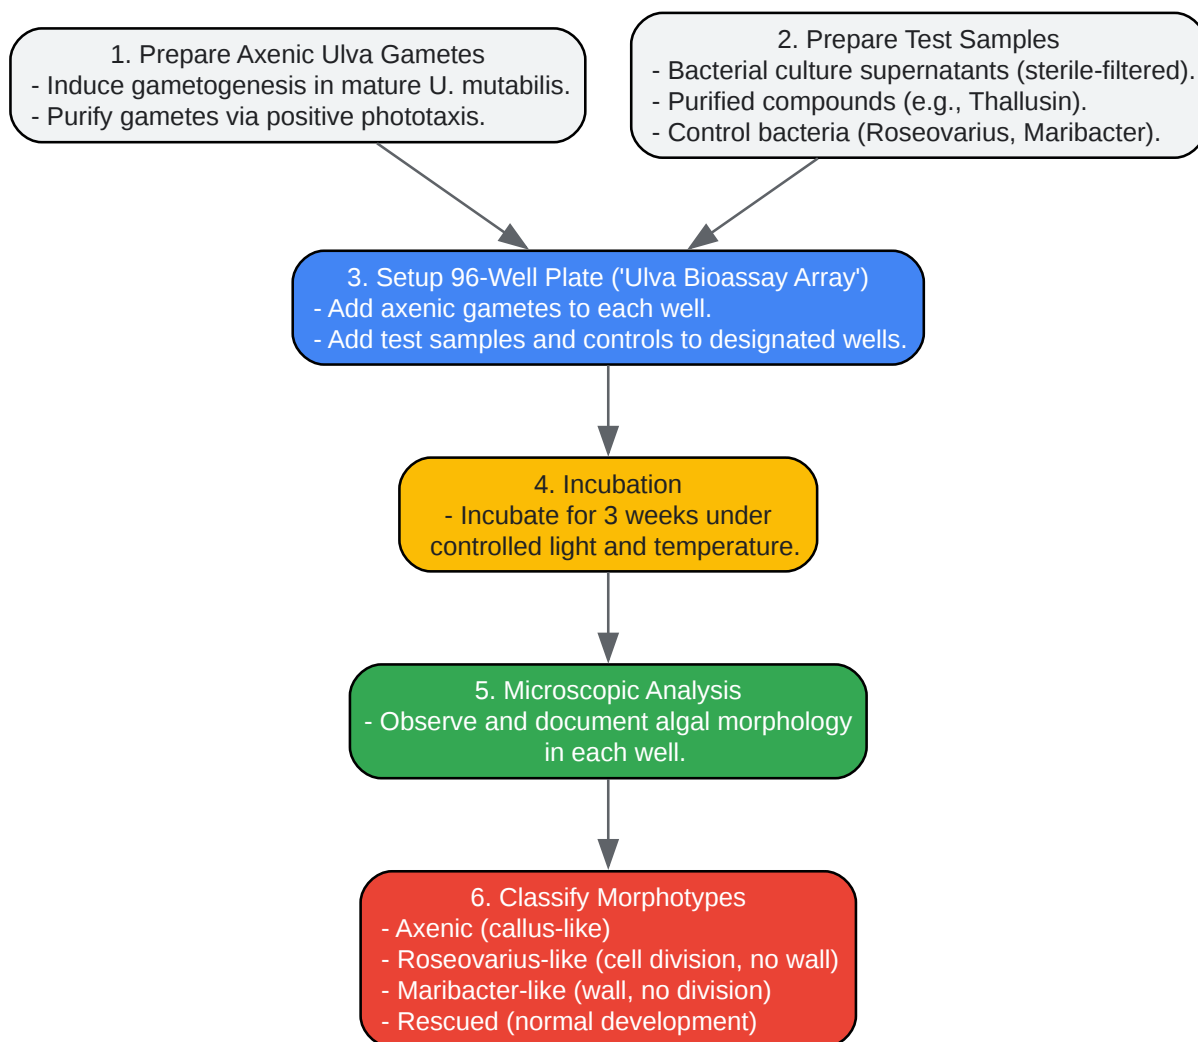 1. Prepare Axenic Ulva Gametes
- Induce gametogenesis in mature U. mutabilis.
- Purify gametes via positive phototaxis.
2. Prepare Test Samples
- Bacterial culture supernatants (sterile-filtered).
- Purified compounds (e.g., Thallusin).
- Control bacteria (Roseovarius, Maribacter).
3. Setup 96-Well Plate ('Ulva Bioassay Array')
- Add axenic gametes to each well.
- Add test samples and controls to designated wells.
4. Incubation
- Incubate for 3 weeks under
controlled light and temperature.
5. Microscopic Analysis
- Observe and document algal morphology
in each well.
6. Classify Morphotypes
- Axenic (callus-like)
- Roseovarius-like (cell division, no wall)
- Maribacter-like (wall, no division)
- Rescued (normal development)